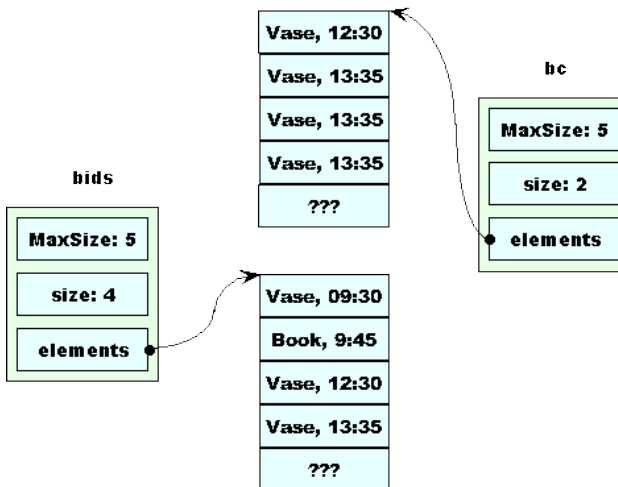 Vase, 12:30
Vase, 13:35
Vase, 13:35
Vase, 13:35
???
bc
MaxSize: 5
size: 2
elements
bids
MaxSize: 5
size: 4
elements
Vase, 09:30
Book, 9:45
Vase, 12:30
Vase, 13:35
???